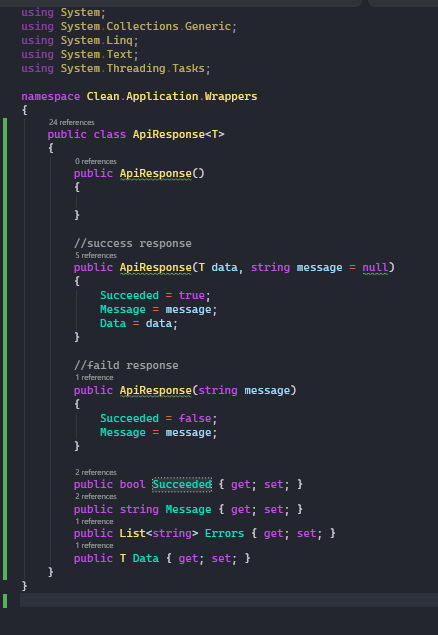 using System;
using System.Collections.Generic;
using System.Linq;
using System.Text;
using System.Threading.Tasks;
namespace Clean.Application.Wrappers
{
24 references
public class ApiResponse<T>
{
0 references
public ApiResponse()
{
}
//success response
5 references
public ApiResponse(T data, string message = null)
{
Succeeded = true;
Message = message;
Data = data;
}
//faild response
1 reference
public ApiResponse(string message)
{
Succeeded = false;
Message = message;
}
2 references
public bool Succeeded { get; set; }
2 references
public string Message { get; set; }
1 reference
public List<string> Errors { get; set; }
1 reference
public T Data { get; set; }
}
}